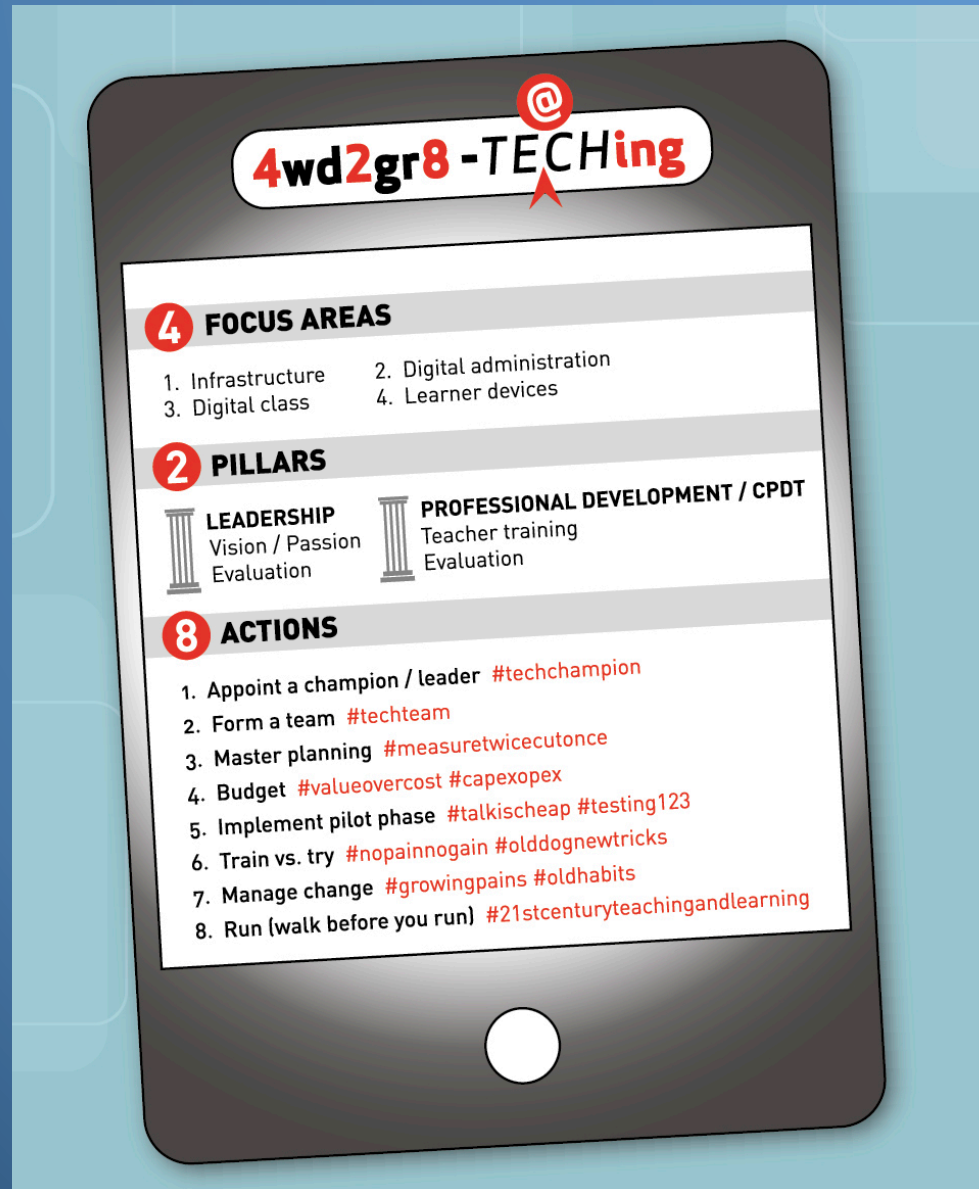 @
4wd2gr8 -TECHing
4 FOCUS AREAS
1. Infrastructure 2. Digital administration
3. Digital class 4. Learner devices
2 PILLARS
LEADERSHIP
Vision / Passion
Evaluation
PROFESSIONAL DEVELOPMENT / CPDT
Teacher training
Evaluation
8 ACTIONS
1. Appoint a champion / leader #techchampion
2. Form a team #techteam
3. Master planning #measuretwicecutonce
4. Budget #valueovercost #capexopex
5. Implement pilot phase #talkischeap #testing123
6. Train vs. try #nopainnogain #olddognewtricks
7. Manage change #growingpains #oldhabits
8. Run (walk before you run) #21stcenturyteachingandlearning